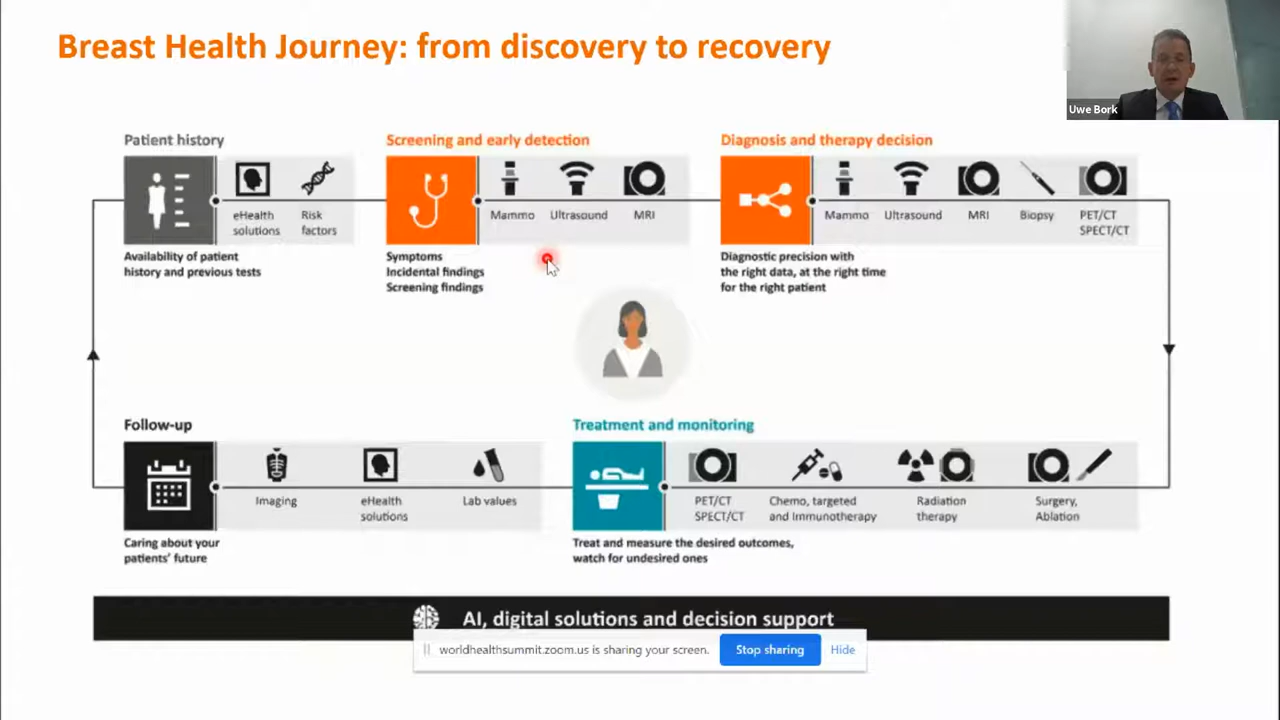 Breast Health Journey: from discovery to recovery
Uwe Bork
Patient history
eHealth
solutions
Risk
factors
Availability of patient
history and previous tests
Screening and early detection
Mammo
Ultrasound
MRI
Symptoms
Incidental findings
Screening findings
Diagnosis and therapy decision
Mammo
Ultrasound
MRI
Biopsy
PET/CT
SPECT/CT
Diagnostic precision with
the right data, at the right time
for the right patient
Follow-up
Imaging
eHealth
solutions
Lab values
Caring about your
patients' future
Treatment and monitoring
PET/CT
SPECT/CT
Chemo, targeted
and Immunotherapy
Radiation
therapy
Surgery,
Ablation
Treat and measure the desired outcomes,
watch for undesired ones
AI, digital solutions and decision support
worldhealthsummit.zoom.us is sharing your screen.
Stop sharing
Hide